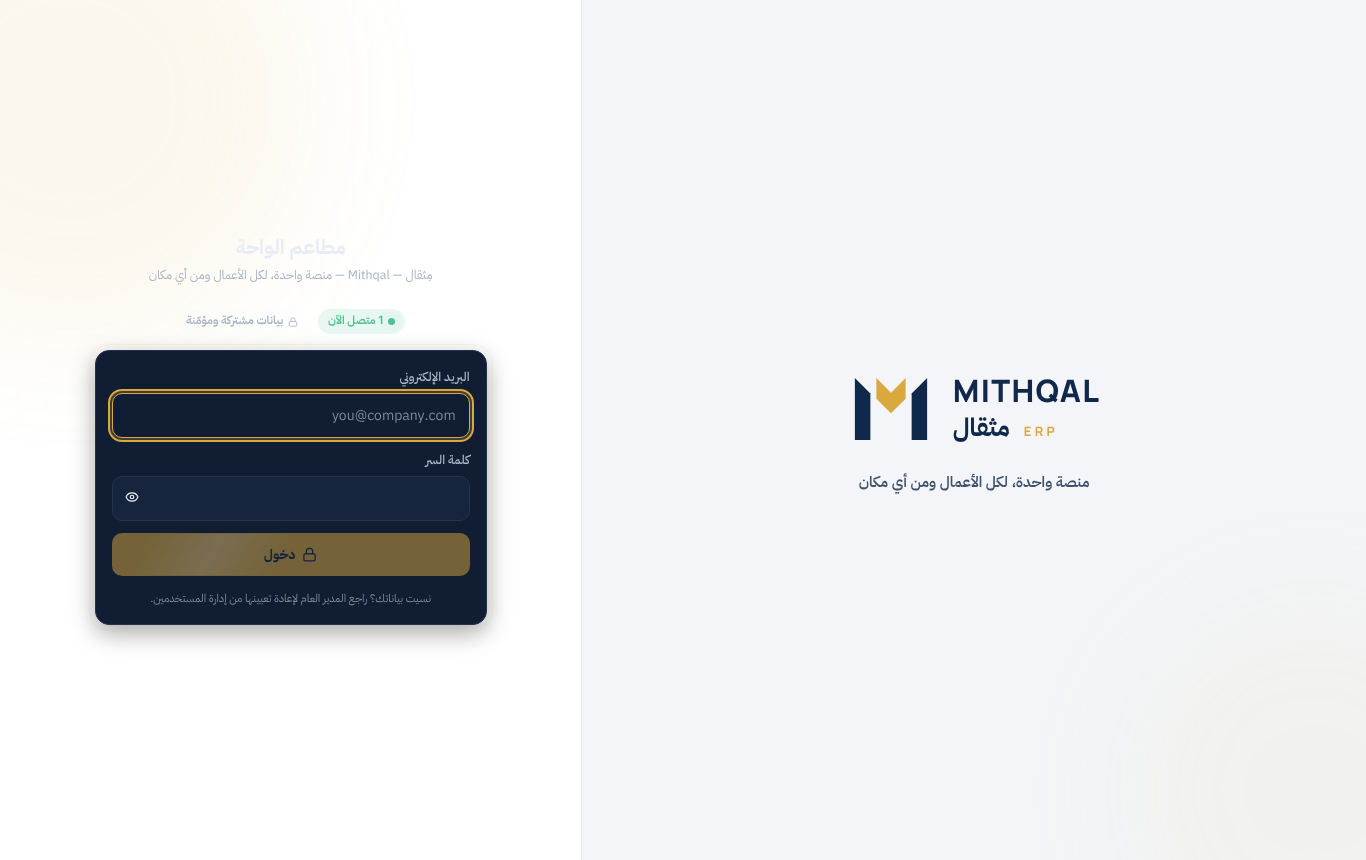 MITHQAL
مثقال ERP
منصة واحدة، لكل الأعمال ومن أي مكان
مطاعم الواحة
مِثقال — Mithqal — منصة واحدة، لكل الأعمال ومن أي مكان
1 متصل الآن
بيانات مشتركة ومؤمّنة
البريد الإلكتروني
you@company.com
كلمة السر
دخول
نسيت بياناتك؟ راجع المدير العام لإعادة تعيينها من إدارة المستخدمين.